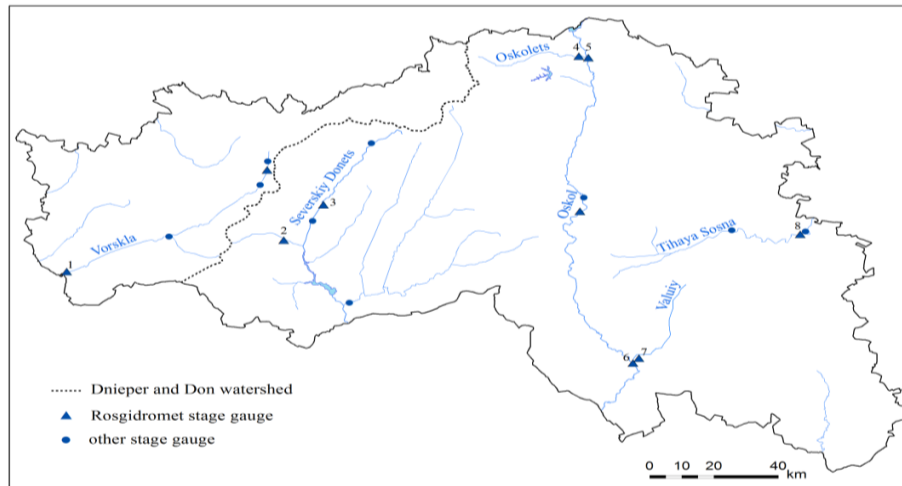 Oskolets
4 5
Severskiy Donets
3
2
Oskol
Vorskla
1
Tihaya Sosna
8
Valuiy
6 7
Dnieper and Don watershed
Rosgidromet stage gauge
other stage gauge
0 10 20 40
km